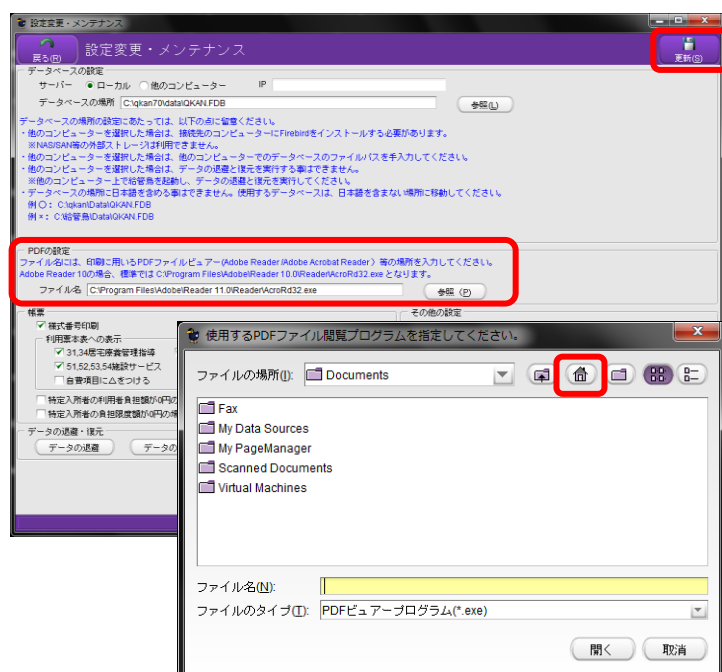 設定変更・メンテナンス
戻る(R)
設定変更・メンテナンス
更新(S)
データベースの設定
サーバー ローカル 他のコンピューター IP
データベースの場所 C:\qkan70\data\QKAN.FDB 参照(L)
データベースの場所の設定にあたっては、以下の点に留意ください。
・他のコンピューターを選択した場合は、接続先のコンピューターにFirebirdをインストールする必要があります。
※NAS/SAN等の外部ストレージは利用できません。
・他のコンピューターを選択した場合は、他のコンピューターでのデータベースのファイルパスを手入力してください。
・他のコンピューターを選択した場合は、データの退避と復元を実行する事はできません。
※他のコンピューター上で給管鳥を起動し、データの退避と復元を実行してください。
・データベースの場所に日本語を含める事はできません。使用するデータベースは、日本語を含まない場所に移動してください。
例○: C:\qkan\Data\QKAN.FDB
例×: C:\給管鳥\Data\QKAN.FDB
PDFの設定
ファイル名には、印刷に用いるPDFファイルビュアー(Adobe Reader/Adobe Acrobat Reader）等の場所を入力してください。
Adobe Reader 10の場合、標準では C:\Program Files\Adobe\Reader 10.0\Reader\AcroRd32.exe となります。
ファイル名 C:\Program Files\Adobe\Reader 11.0\Reader\AcroRd32.exe 参照 (P)
帳票
その他の設定
様式番号印刷
利用票本表への表示
31,34居宅療養管理指導
51,52,53,54施設サービス
自費項目に△をつける
特定入所者の利用者負担額が0円の
特定入所者の負担限度額が0円の場
データの退避・復元
データの退避 データの
使用するPDFファイル閲覧プログラムを指定してください。
ファイルの場所(I): Documents
Fax
My Data Sources
My PageManager
Scanned Documents
Virtual Machines
ファイル名(N):
ファイルのタイプ(T): PDFビュアープログラム(*.exe)
開く 取消